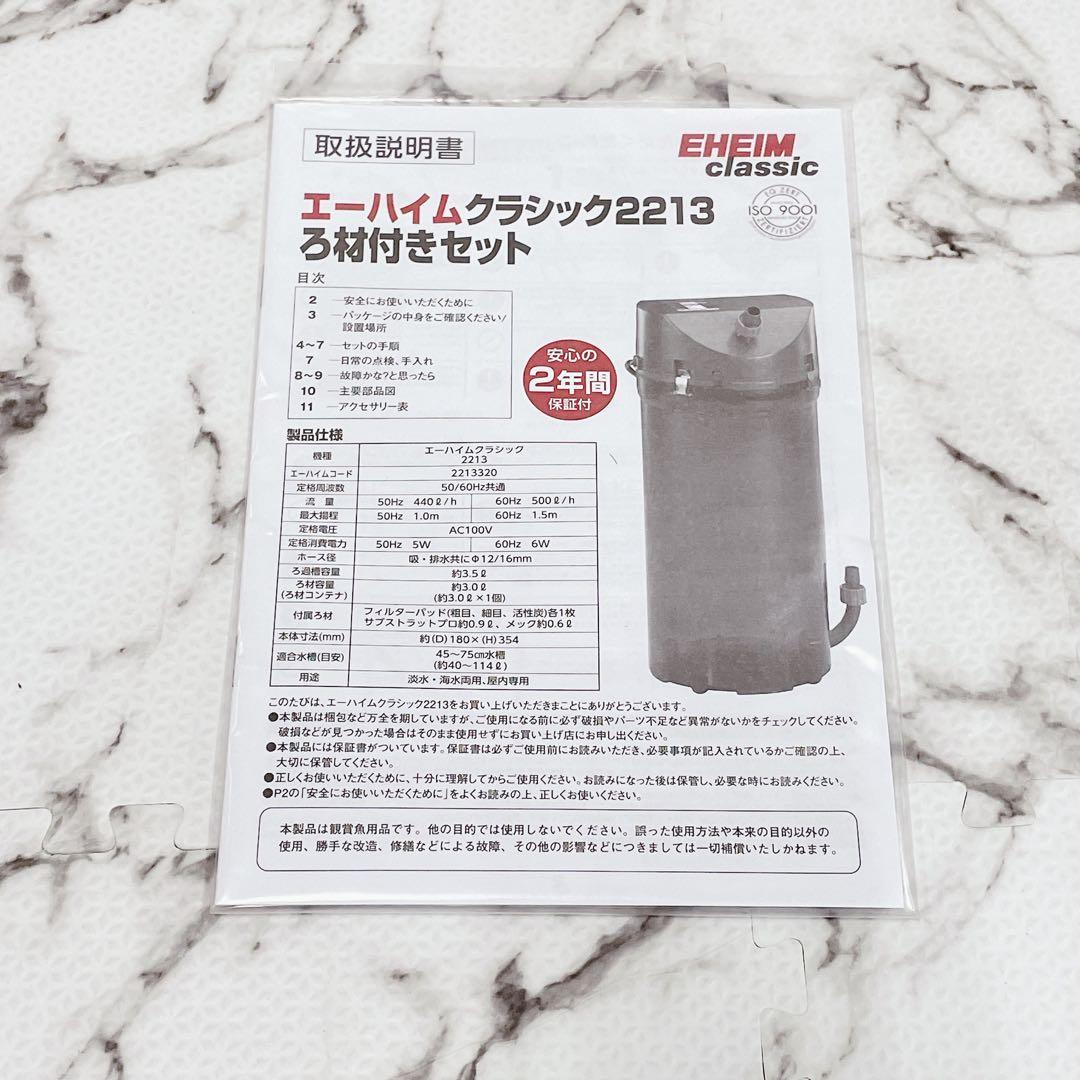 取扱説明書
EHEIM
classic
エーハイムクラシック2213
ろ材付きセット
EQ ZERT
ISO 9001
ZERTIFIZIERT
目次
2 ―安全にお使いいただくために
3 ―パッケージの中身をご確認ください/
設置場所
4〜7 ―セットの手順
7 ―日常の点検、手入れ
8〜9 ―故障かな?と思ったら
10 ―主要部品図
11 ―アクセサリー表
安心の
2年間
保証付
製品仕様
機種 エーハイムクラシック
2213
エーハイムコード 2213320
定格周波数 50/60Hz共通
流量 50Hz 440ℓ/h 60Hz 500ℓ/h
最大揚程 50Hz 1.0m 60Hz 1.5m
定格電圧 AC100V
定格消費電力 50Hz 5W 60Hz 6W
ホース径 吸・排水共にΦ12/16mm
ろ過槽容量 約3.5ℓ
ろ材容量 約3.0ℓ
(ろ材コンテナ) (約3.0ℓ×1個)
付属ろ材 フィルターパッド(粗目、細目、活性炭)各1枚
サブストラットプロ約0.9ℓ、メック約0.6ℓ
本体寸法(mm) 約(D)180×(H)354
適合水槽(目安) 45〜75cm水槽
(約40〜114ℓ)
用途 淡水・海水両用、屋内専用
このたびは、エーハイムクラシック2213をお買い上げいただきまことにありがとうございます。
●本製品は梱包など万全を期していますが、ご使用になる前に必ず破損やパーツ不足など異常がないかをチェックしてください。
破損などが見つかった場合はそのまま使用せずにお買い上げ店にお申し出ください。
●本製品には保証書がついています。保証書は必ずご使用前にお読みいただき、必要事項が記入されているかご確認の上、
大切に保管してください。
●正しくお使いいただくために、十分に理解してからご使用ください。お読みになった後は保管し、必要な時にお読みください。
●P2の「安全にお使いいただくために」をよくお読みの上、正しくお使いください。
本製品は観賞魚用品です。他の目的では使用しないでください。誤った使用方法や本来の目的以外の
使用、勝手な改造、修繕などによる故障、その他の影響などにつきましては一切補償いたしかねます。